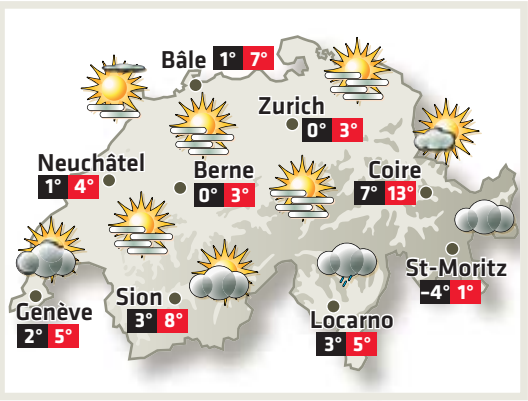 Bâle 1° 7°
Zurich
0° 3°
Neuchâtel
1° 4°
Berne
0° 3°
Coire
7° 13°
St-Moritz
-4° 1°
Genève
2° 5°
Sion
3° 8°
Locarno
3° 5°